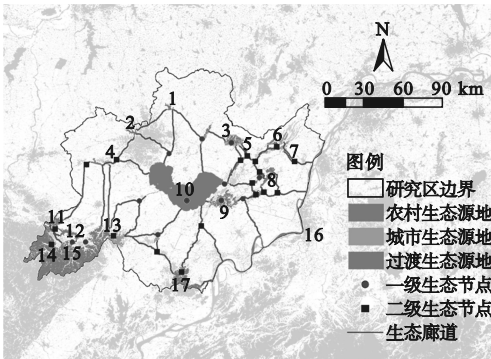 N
0 30 60 90 km
1
2
3
4
5
6
7
8
9
10
11
12
13
14
15
16
17
图例
研究区边界
农村生态源地
城市生态源地
过渡生态源地
一级生态节点
二级生态节点
生态廊道